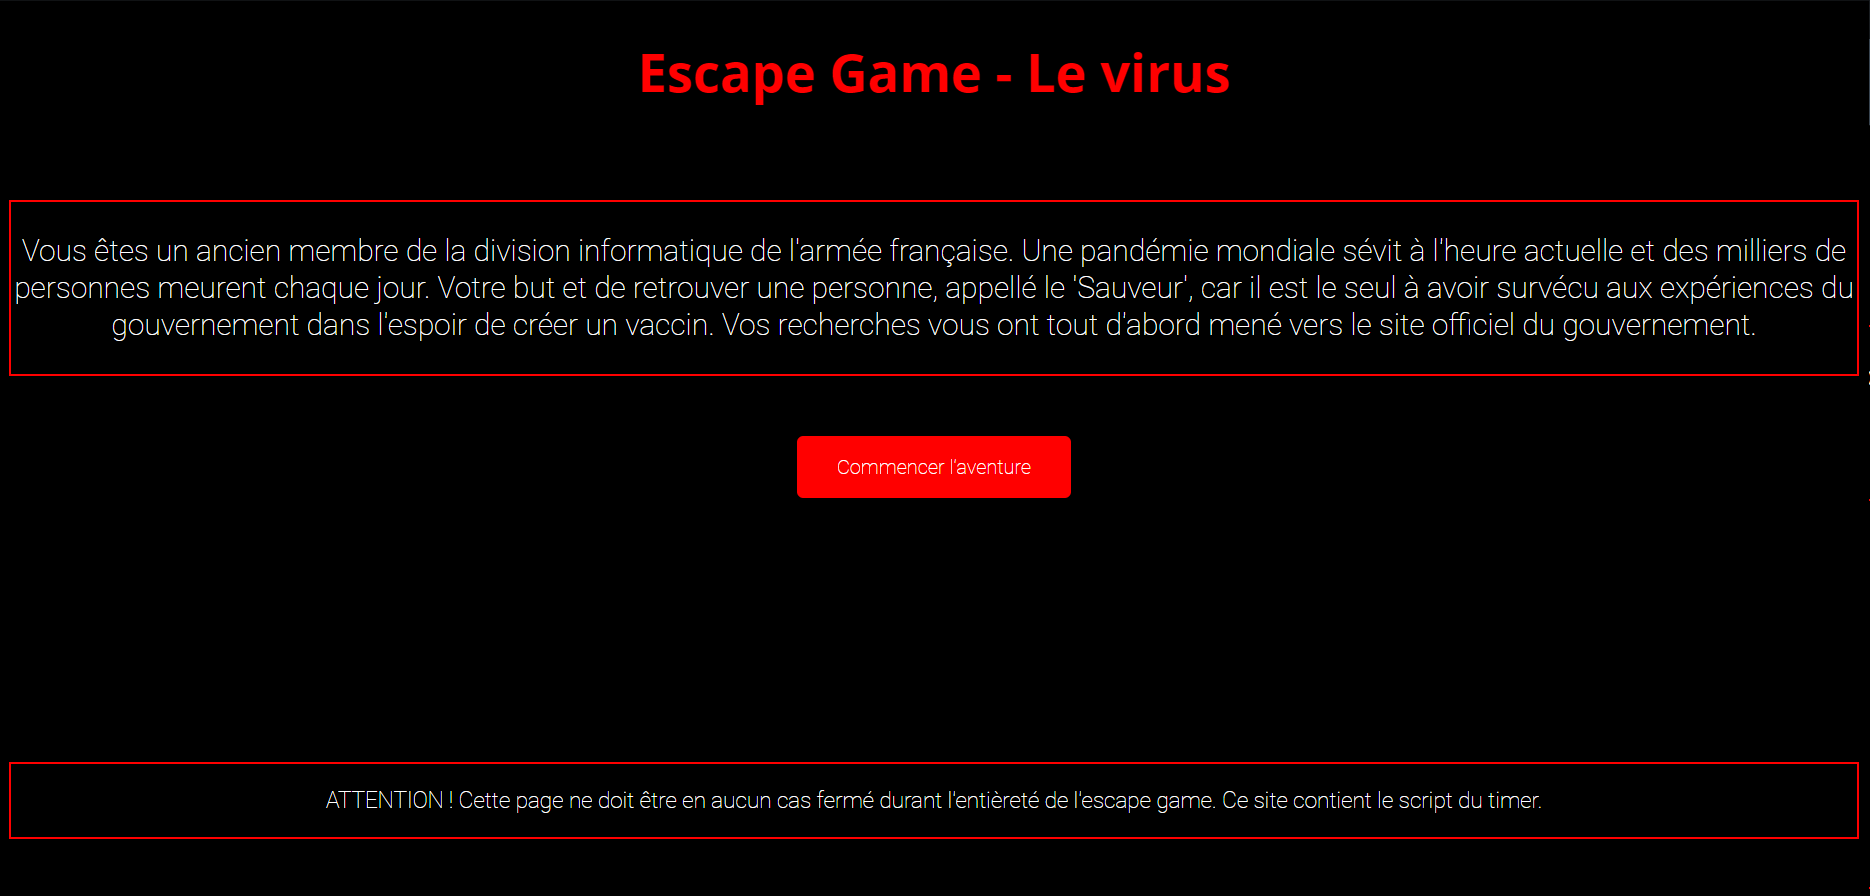 Escape Game - Le virus
Vous êtes un ancien membre de la division informatique de l'armée française. Une pandémie mondiale sévit à l'heure actuelle et des milliers de
personnes meurent chaque jour. Votre but et de retrouver une personne, appellé le 'Sauveur', car il est le seul à avoir survécu aux expériences du
gouvernement dans l'espoir de créer un vaccin. Vos recherches vous ont tout d'abord mené vers le site officiel du gouvernement.
Commencer l'aventure
ATTENTION ! Cette page ne doit être en aucun cas fermé durant l'entièreté de l'escape game. Ce site contient le script du timer.